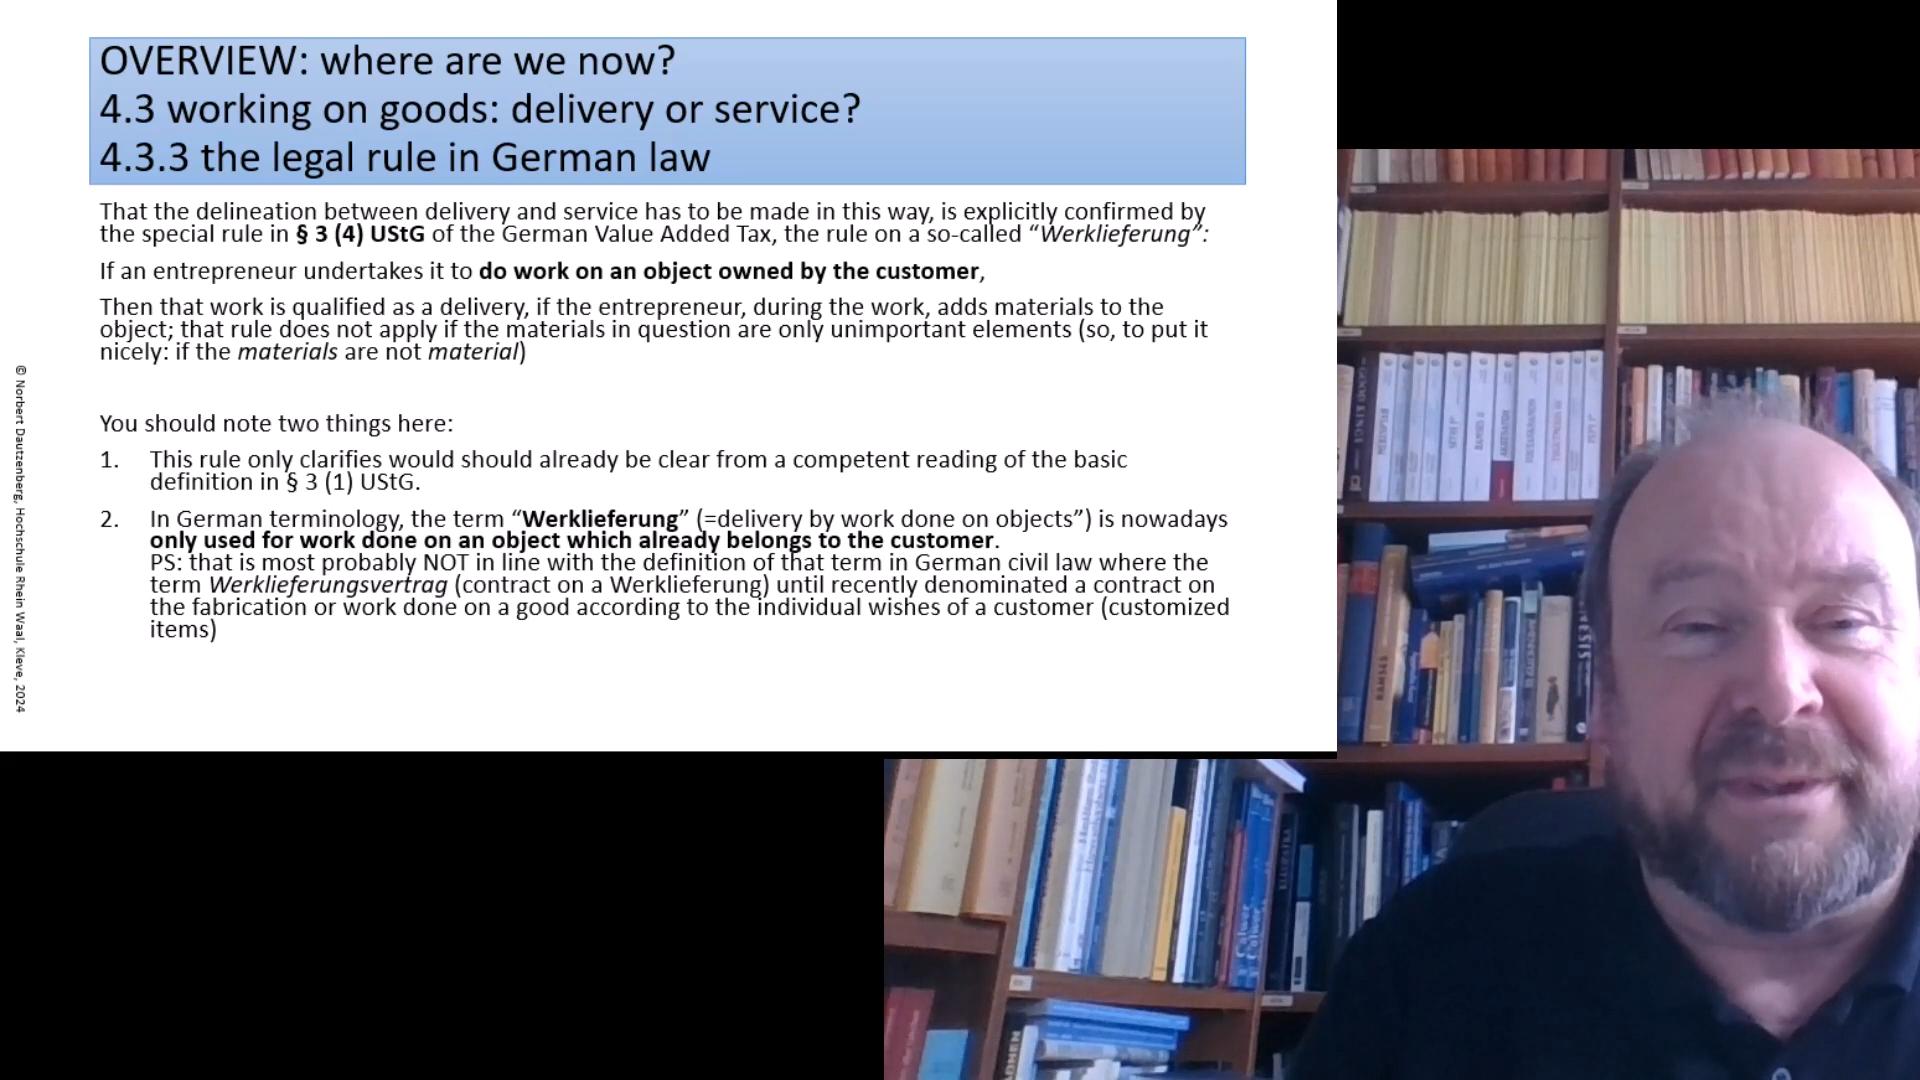 OVERVIEW: where are we now?
4.3 working on goods: delivery or service?
4.3.3 the legal rule in German law
That the delineation between delivery and service has to be made in this way, is explicitly confirmed by
the special rule in § 3 (4) UStG of the German Value Added Tax, the rule on a so-called “Werklieferung”:
If an entrepreneur undertakes it to do work on an object owned by the customer,
Then that work is qualified as a delivery, if the entrepreneur, during the work, adds materials to the
object; that rule does not apply if the materials in question are only unimportant elements (so, to put it
nicely: if the materials are not material)
You should note two things here:
1. This rule only clarifies would should already be clear from a competent reading of the basic
definition in § 3 (1) UStG.
2. In German terminology, the term “Werklieferung” (=delivery by work done on objects”) is nowadays
only used for work done on an object which already belongs to the customer.
PS: that is most probably NOT in line with the definition of that term in German civil law where the
term Werklieferungsvertrag (contract on a Werklieferung) until recently denominated a contract on
the fabrication or work done on a good according to the individual wishes of a customer (customized
items)
© Norbert Dautzenberg, Hochschule Rhein Waal, Kleve, 2024
RAMSES